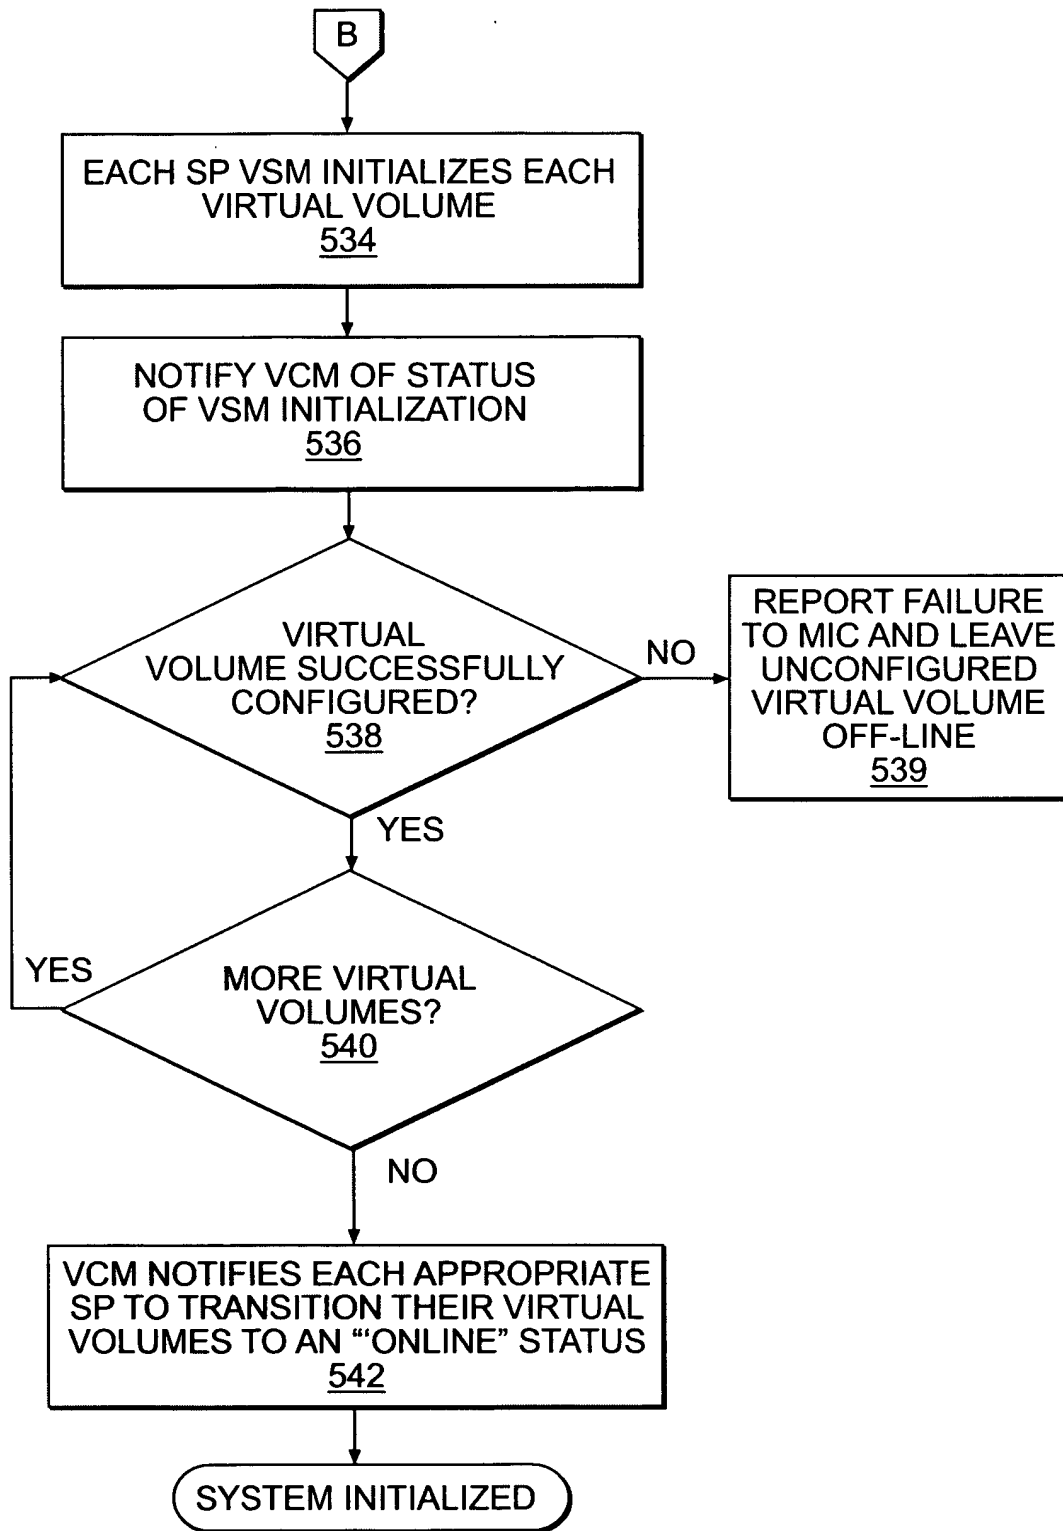 B
EACH SP VSM INITIALIZES EACH
VIRTUAL VOLUME
534
NOTIFY VCM OF STATUS
OF VSM INITIALIZATION
536
VIRTUAL
VOLUME SUCCESSFULLY
CONFIGURED?
538
NO
REPORT FAILURE
TO MIC AND LEAVE
UNCONFIGURED
VIRTUAL VOLUME
OFF-LINE
539
YES
YES
MORE VIRTUAL
VOLUMES?
540
NO
VCM NOTIFIES EACH APPROPRIATE
SP TO TRANSITION THEIR VIRTUAL
VOLUMES TO AN "'ONLINE" STATUS
542
SYSTEM INITIALIZED